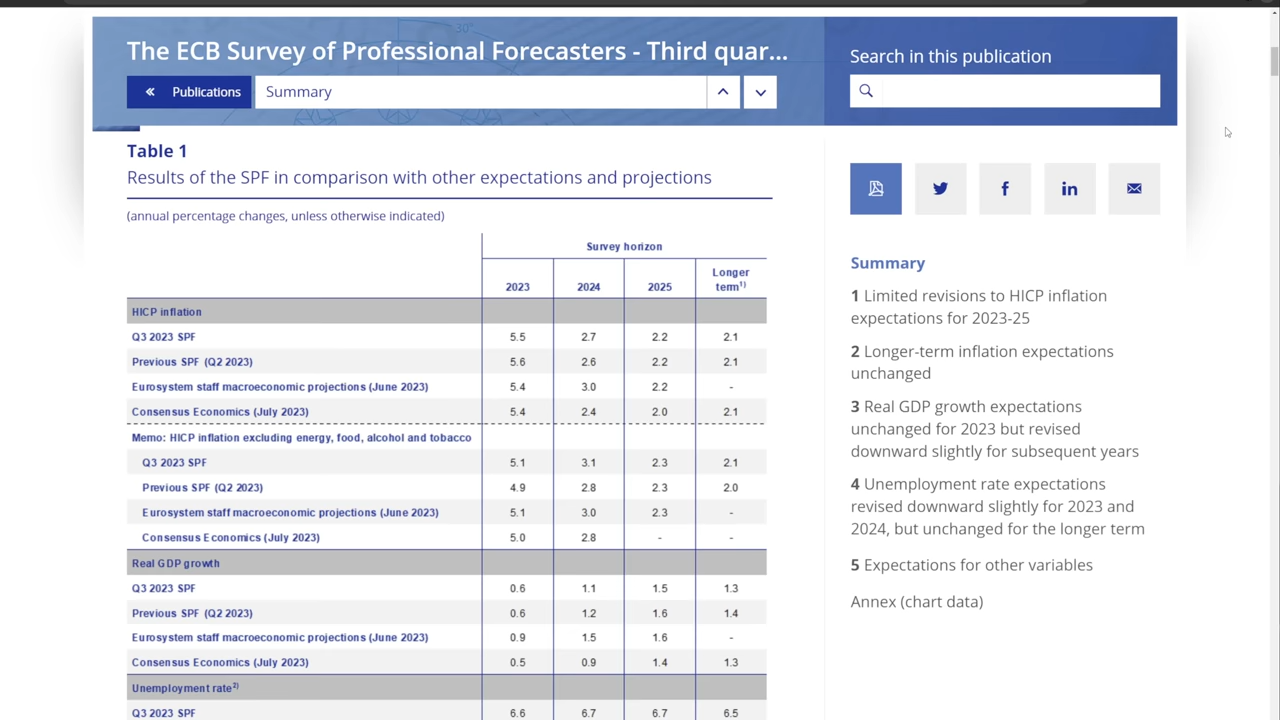 The ECB Survey of Professional Forecasters - Third quar...
Search in this publication
« Publications
Summary
Table 1
Results of the SPF in comparison with other expectations and projections
(annual percentage changes, unless otherwise indicated)
Survey horizon
2023 2024 2025 Longer term1)
HICP inflation
Q3 2023 SPF 5.5 2.7 2.2 2.1
Previous SPF (Q2 2023) 5.6 2.6 2.2 2.1
Eurosystem staff macroeconomic projections (June 2023) 5.4 3.0 2.2 -
Consensus Economics (July 2023) 5.4 2.4 2.0 2.1
Memo: HICP inflation excluding energy, food, alcohol and tobacco
Q3 2023 SPF 5.1 3.1 2.3 2.1
Previous SPF (Q2 2023) 4.9 2.8 2.3 2.0
Eurosystem staff macroeconomic projections (June 2023) 5.1 3.0 2.3 -
Consensus Economics (July 2023) 5.0 2.8 - -
Real GDP growth
Q3 2023 SPF 0.6 1.1 1.5 1.3
Previous SPF (Q2 2023) 0.6 1.2 1.6 1.4
Eurosystem staff macroeconomic projections (June 2023) 0.9 1.5 1.6 -
Consensus Economics (July 2023) 0.5 0.9 1.4 1.3
Unemployment rate2)
Q3 2023 SPF 6.6 6.7 6.7 6.5
Summary
1 Limited revisions to HICP inflation
expectations for 2023-25
2 Longer-term inflation expectations
unchanged
3 Real GDP growth expectations
unchanged for 2023 but revised
downward slightly for subsequent years
4 Unemployment rate expectations
revised downward slightly for 2023 and
2024, but unchanged for the longer term
5 Expectations for other variables
Annex (chart data)